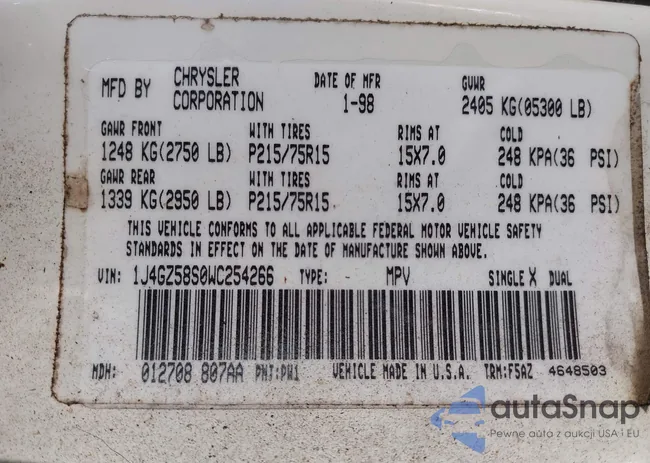 MFD BY CHRYSLER CORPORATION DATE OF MFR 1-98 GVWR 2405 KG(05300 LB)
GAWR FRONT WITH TIRES RIMS AT COLD
1248 KG(2750 LB) P215/75R15 15X7.0 248 KPA(36 PSI)
GAWR REAR WITH TIRES RIMS AT COLD
1339 KG(2950 LB) P215/75R15 15X7.0 248 KPA(36 PSI)
THIS VEHICLE CONFORMS TO ALL APPLICABLE FEDERAL MOTOR VEHICLE SAFETY
STANDARDS IN EFFECT ON THE DATE OF MANUFACTURE SHOWN ABOVE.
VIN: 1J4GZ58S0WC254266 TYPE: MPV SINGLE X DUAL
MDH: 012708 807AA PNT:PW1 VEHICLE MADE IN U.S.A. TRM:F5AZ 4648503
autaSnap
Pewne auta z aukcji USA i EU